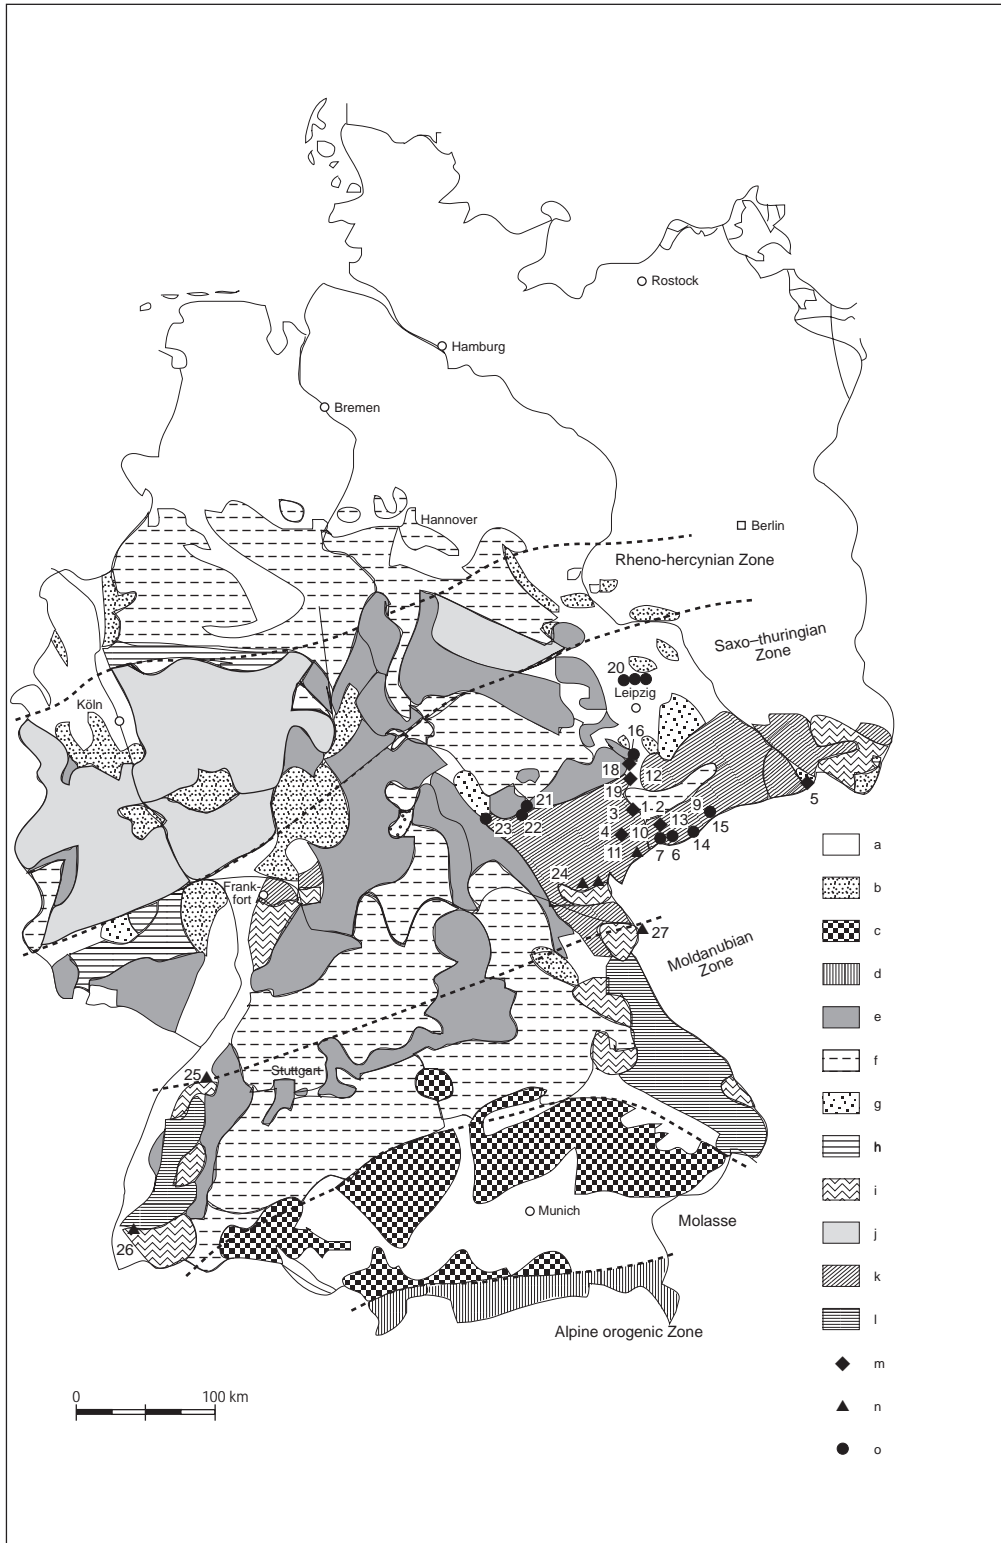 Rostock
Hamburg
Bremen
Hannover
Berlin
Rheno-hercynian Zone
Saxo–thuringian
Zone
20
Leipzig
Köln
16
18
12
19
5
21
3
1-2
9
23
22
4
10
13
15
11
7
6
14
24
Frank-
fort
27
Moldanubian
Zone
25
Stuttgart
Munich
Molasse
26
Alpine orogenic Zone
a
b
c
d
e
f
g
h
i
j
k
l
m
n
o
0
100 km